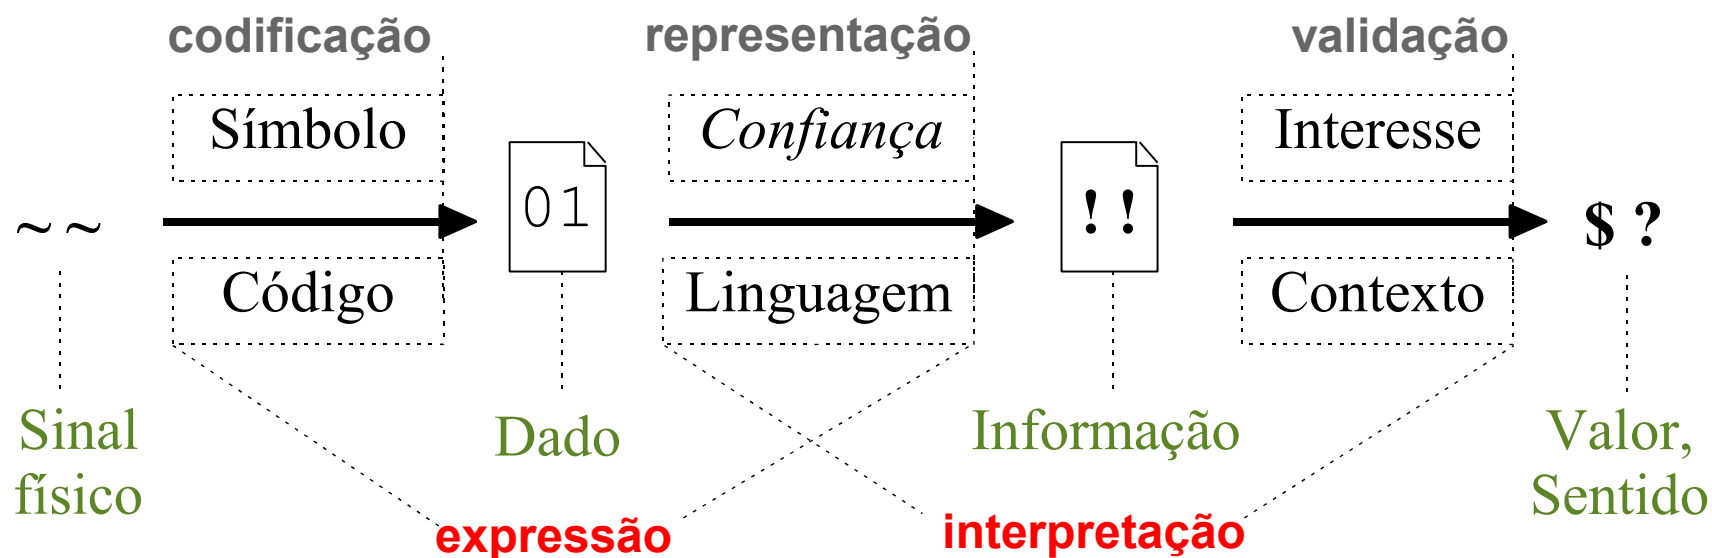 codificação representação validação
Símbolo Confiança Interesse
~ ~ 01 !! $ ?
Código Linguagem Contexto
Sinal Dado Informação Valor,
físico Sentido
expressão interpretação